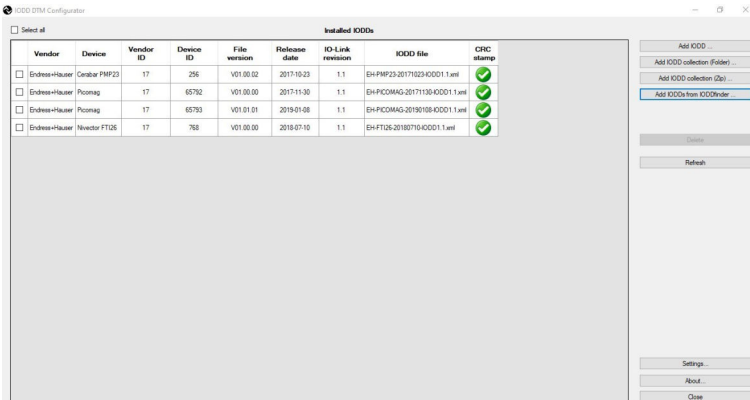 IODD DTM Configurator
Select all
Installed IODDs
Vendor Device Vendor ID Device ID File version Release date IO-Link revision IODD file CRC stamp
Endress+Hauser Cerabar PMP23 17 256 V01.00.02 2017-10-23 1.1 EH-PMP23-20171023-IODD1.1.xml
Endress+Hauser Picomag 17 65792 V01.00.00 2017-11-30 1.1 EH-PICOMAG-20171130-IODD1.1.xml
Endress+Hauser Picomag 17 65793 V01.01.01 2019-01-08 1.1 EH-PICOMAG-20190108-IODD1.1.xml
Endress+Hauser Nivector FTI26 17 768 V01.00.00 2018-07-10 1.1 EH-FTI26-20180710-IODD1.1.xml
Add IODD ...
Add IODD collection (Folder) ...
Add IODD collection (Zip) ...
Add IODDs from IODDfinder ...
Delete
Refresh
Settings...
About...
Close